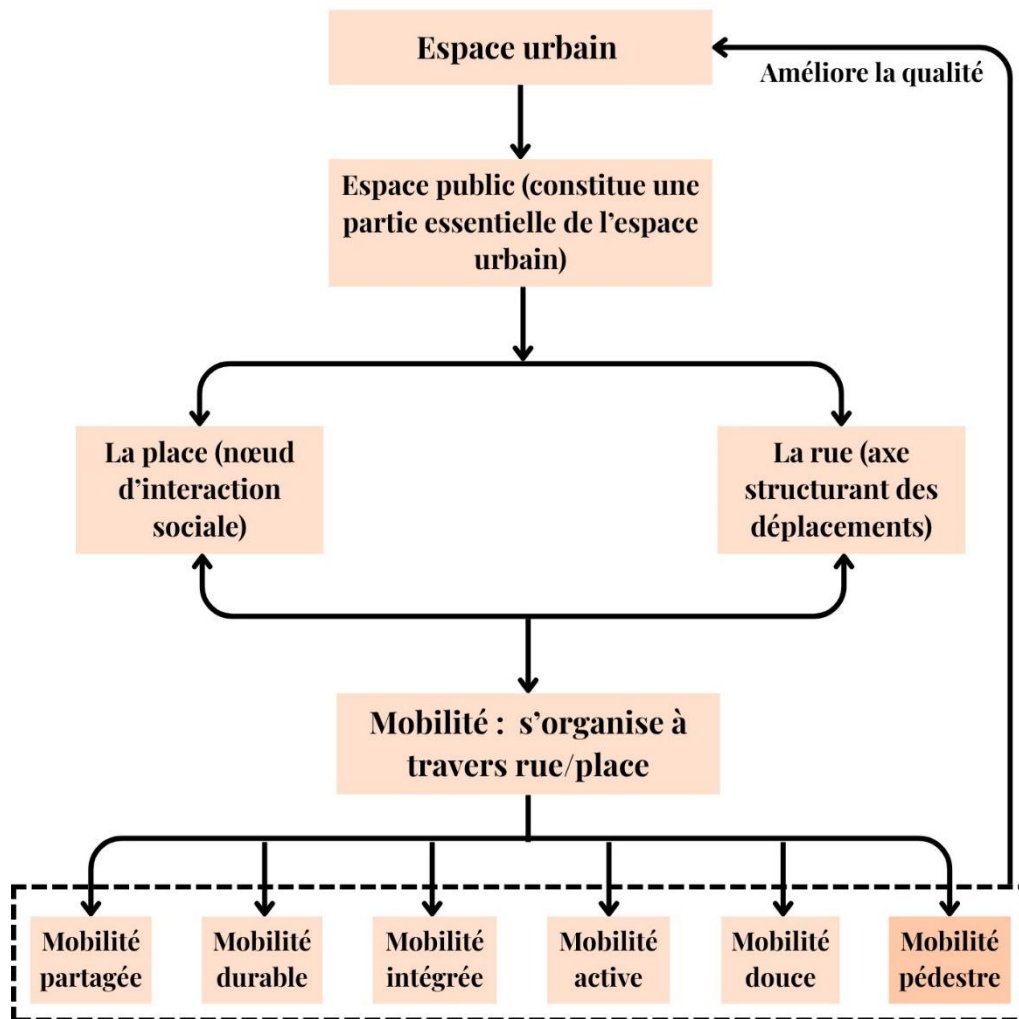 Espace urbain
Améliore la qualité
Espace public (constitue une
partie essentielle de l’espace
urbain)
La place (nœud
d’interaction
sociale)
La rue (axe
structurant des
déplacements)
Mobilité : s’organise à
travers rue/place
Mobilité
partagée
Mobilité
durable
Mobilité
intégrée
Mobilité
active
Mobilité
douce
Mobilité
pédestre